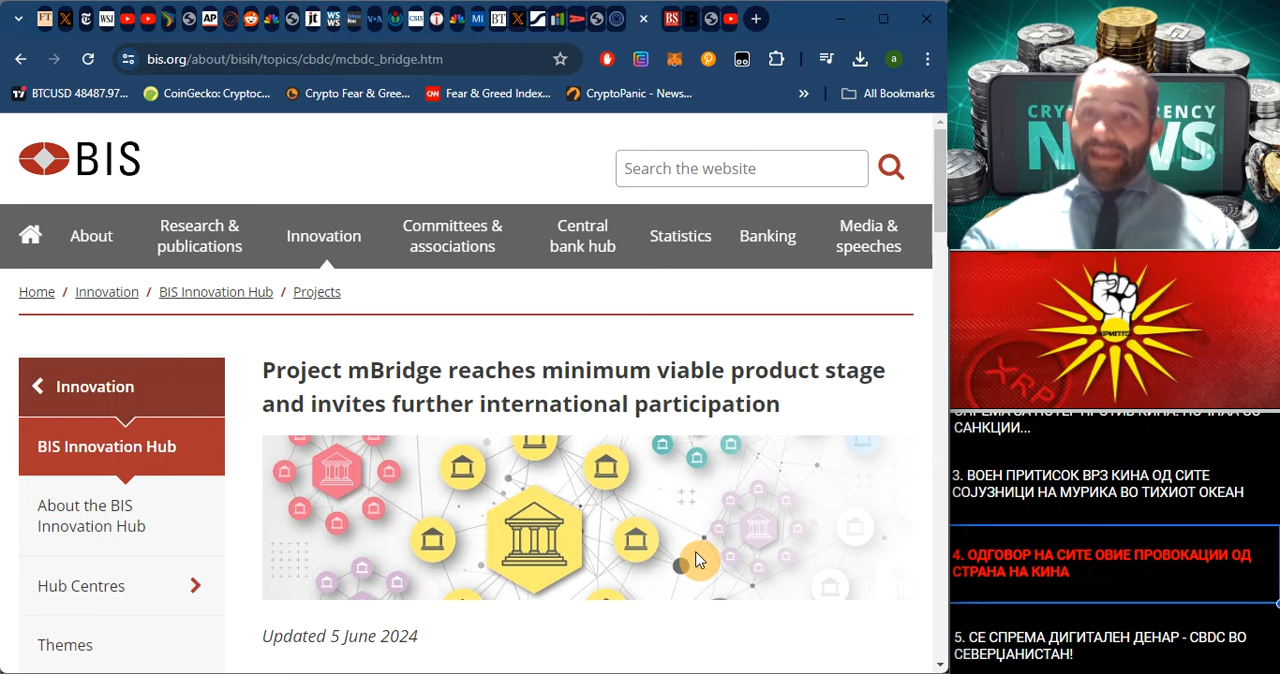 bis.org/about/bisih/topics/cbdc/mcbdc_bridge.htm
BTCUSD 48487.97...
CoinGecko: Cryptoc...
Crypto Fear & Gree...
Fear & Greed Index...
CryptoPanic - News...
All Bookmarks
BIS
Search the website
About
Research & publications
Innovation
Committees & associations
Central bank hub
Statistics
Banking
Media & speeches
Home / Innovation / BIS Innovation Hub / Projects
Innovation
BIS Innovation Hub
About the BIS
Innovation Hub
Hub Centres
Themes
Project mBridge reaches minimum viable product stage
and invites further international participation
Updated 5 June 2024
NEWS
XRP
САНКЦИИ...
3. ВОЕН ПРИТИСОК ВРЗ КИНА ОД СИТЕ
СОЈУЗНИЦИ НА МУРИКА ВО ТИХИОТ ОКЕАН
4. ОДГОВОР НА СИТЕ ОВИЕ ПРОВОКАЦИИ ОД
СТРАНА НА КИНА
5. СЕ СПРЕМА ДИГИТАЛЕН ДЕНАР - CBDC ВО
СЕВЕРЏАНИСТАН!